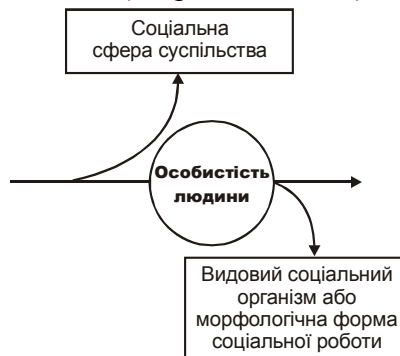 Соціальна
сфера суспільства
Особистість
людини
Видовий соціальний
організм або
морфологічна форма
соціальної роботи